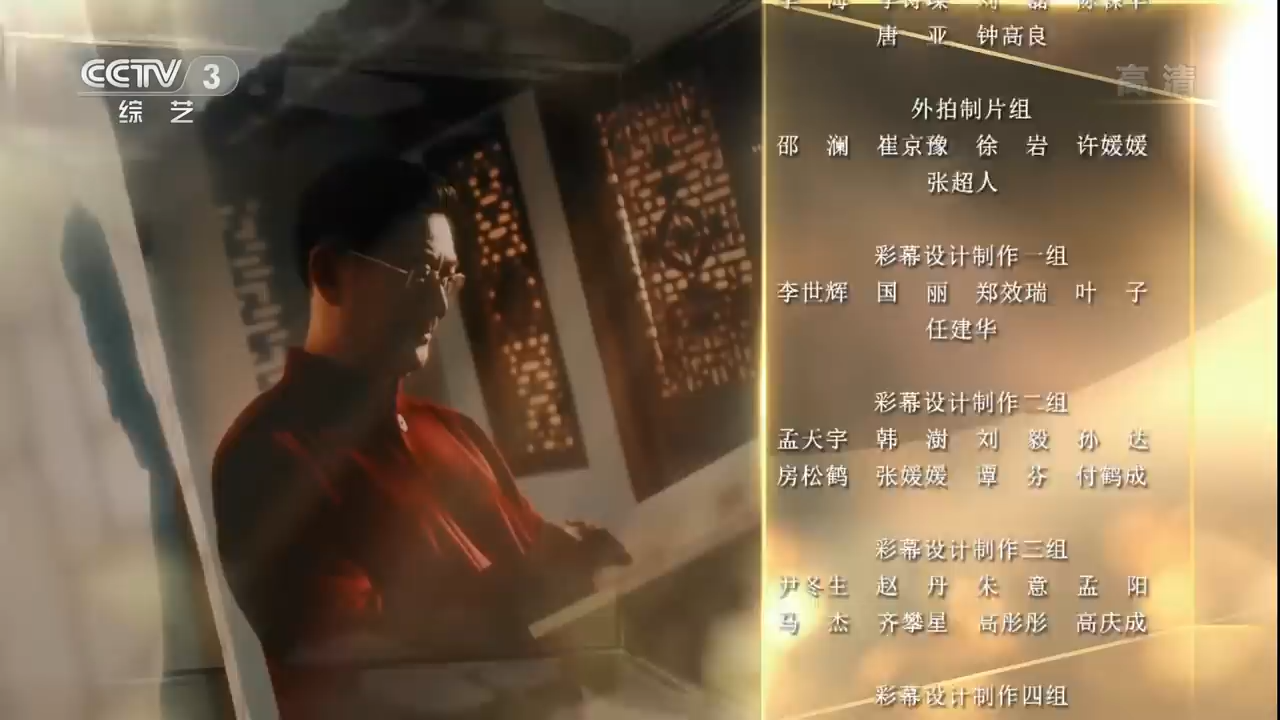 CCTV 3
综艺
高清
唐 亚 钟高良
外拍制片组
邵 澜 崔京豫 徐 岩 许媛媛
张超人
彩幕设计制作一组
李世辉 国 丽 郑效瑞 叶 子
任建华
彩幕设计制作二组
孟天宇 韩 澍 刘 毅 孙 达
房松鹤 张媛媛 谭 芬 付鹤成
彩幕设计制作三组
尹冬生 赵 丹 朱 意 孟 阳
马 杰 齐攀星 高彤彤 高庆成
彩幕设计制作四组